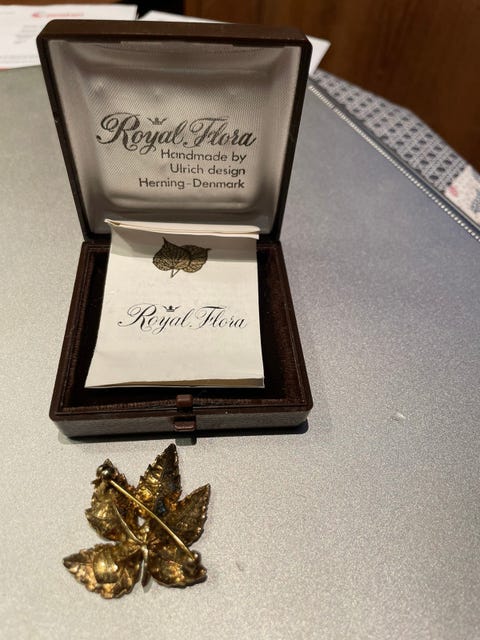 Royal Flora
Handmade by
Ulrich design
Herning-Denmark
Royal Flora